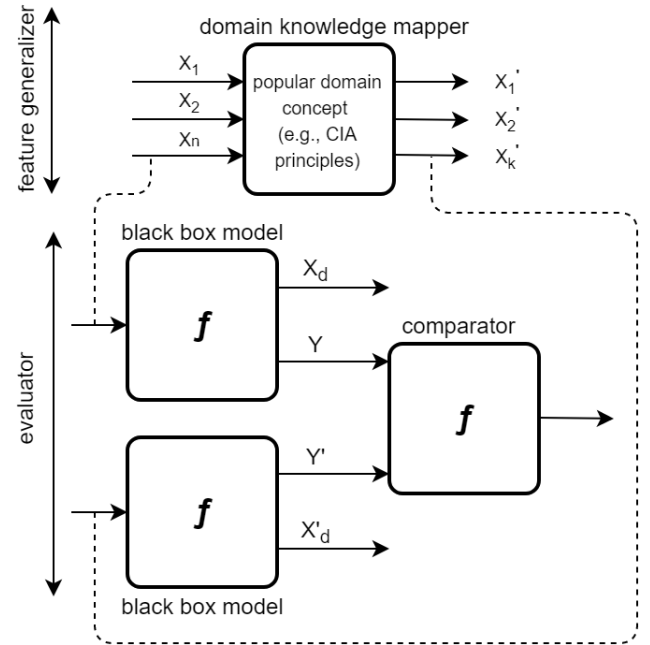 feature generalizer
domain knowledge mapper
X1
X2
Xn
popular domain
concept
(e.g., CIA
principles)
X1'
X2'
Xk'
evaluator
black box model
f
Xd
Y
comparator
f
f
Y'
X'd
black box model